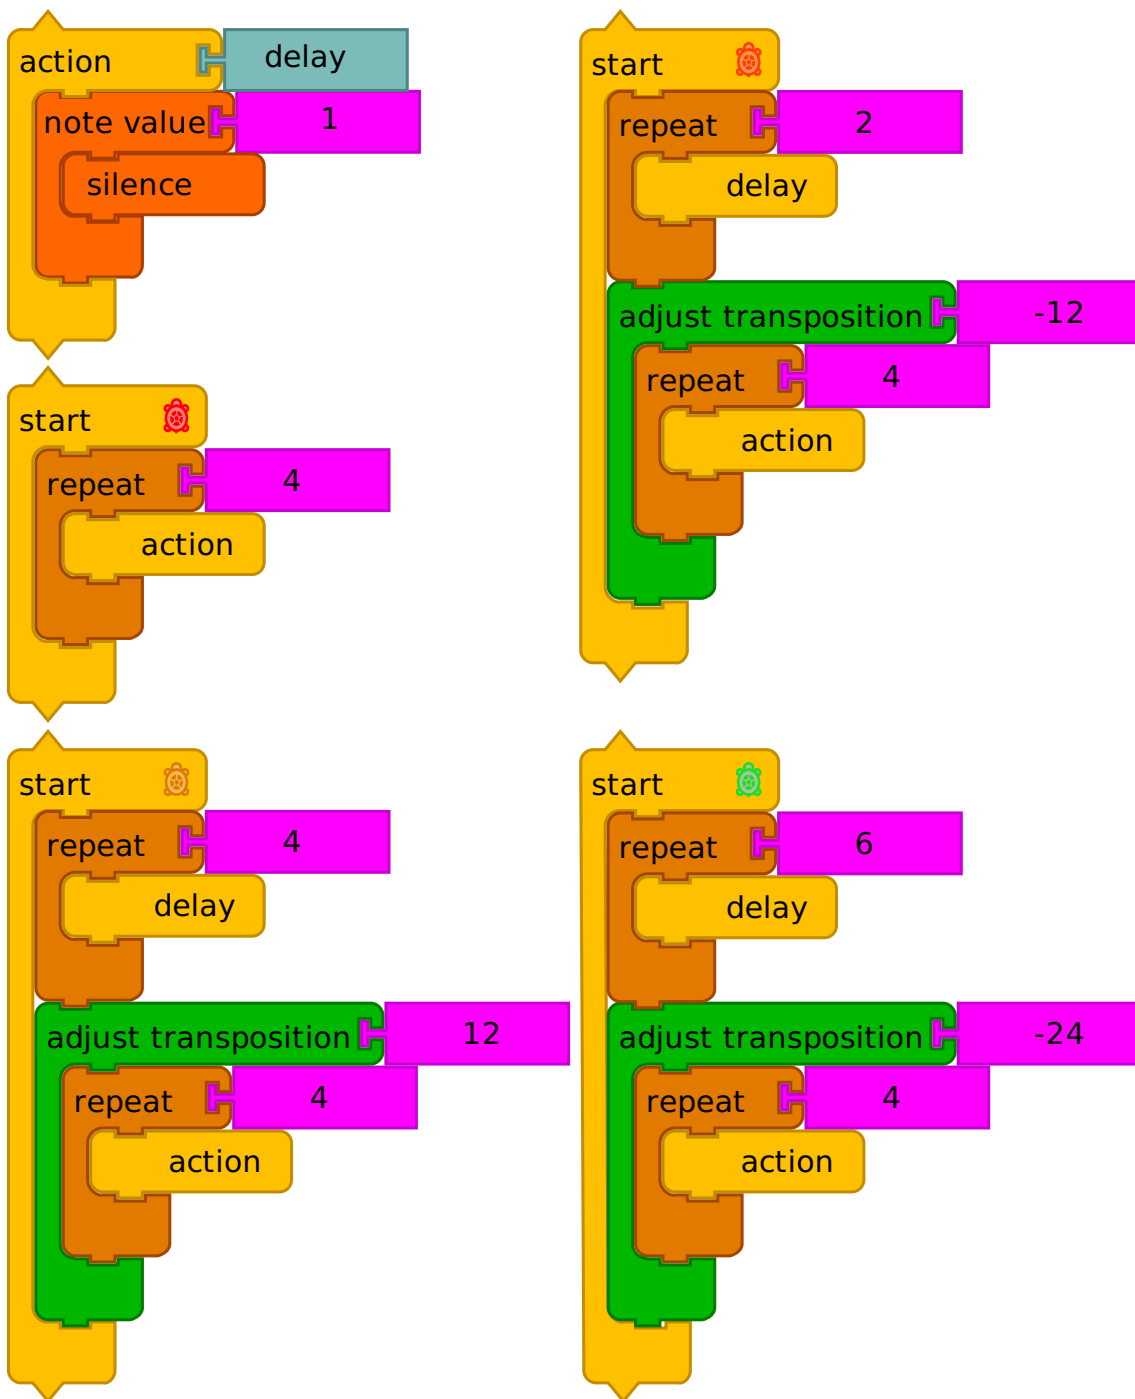 action delay
note value 1
silence
start
repeat 4
action
start
repeat 2
delay
adjust transposition -12
repeat 4
action
start
repeat 4
delay
adjust transposition 12
repeat 4
action
start
repeat 6
delay
adjust transposition -24
repeat 4
action